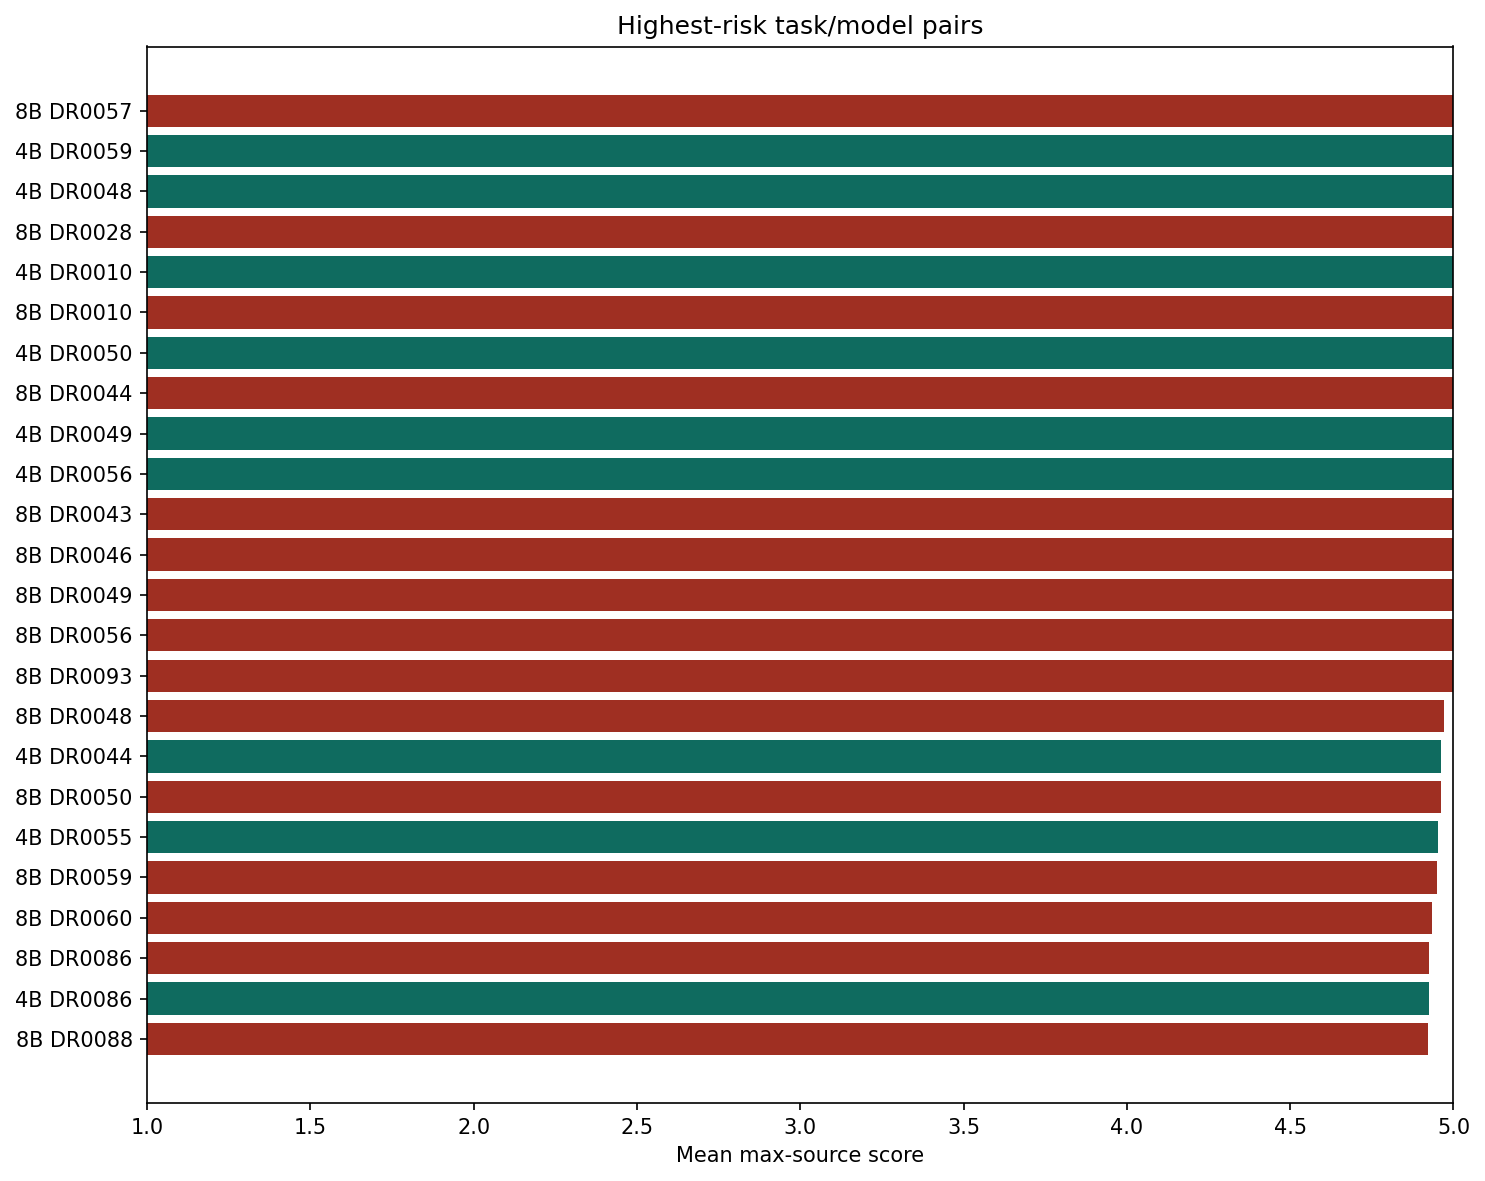 Highest-risk task/model pairs
8B DR0057
4B DR0059
4B DR0048
8B DR0028
4B DR0010
8B DR0010
4B DR0050
8B DR0044
4B DR0049
4B DR0056
8B DR0043
8B DR0046
8B DR0049
8B DR0056
8B DR0093
8B DR0048
4B DR0044
8B DR0050
4B DR0055
8B DR0059
8B DR0060
8B DR0086
4B DR0086
8B DR0088
1.0 1.5 2.0 2.5 3.0 3.5 4.0 4.5 5.0
Mean max-source score